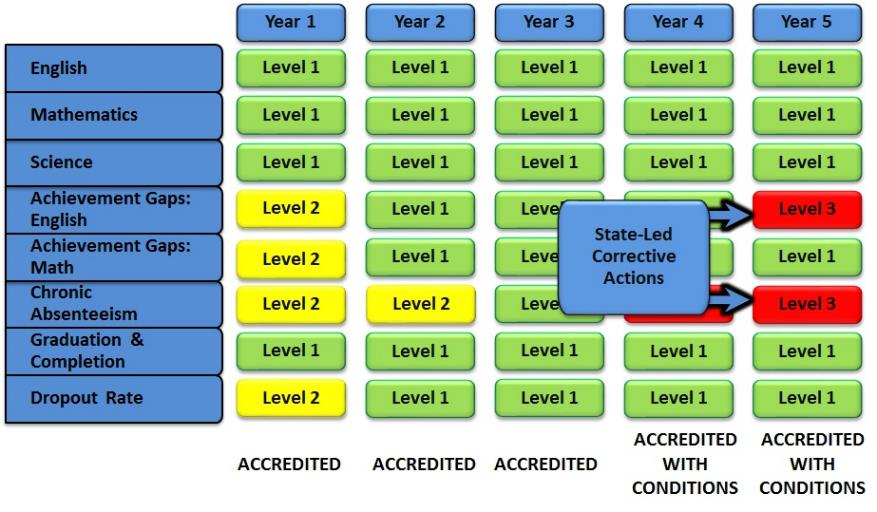 Year 1 Year 2 Year 3 Year 4 Year 5
English Level 1 Level 1 Level 1 Level 1 Level 1
Mathematics Level 1 Level 1 Level 1 Level 1 Level 1
Science Level 1 Level 1 Level 1 Level 1 Level 1
Achievement Gaps:
English Level 2 Level 1 Leve Level 3
Achievement Gaps:
Math Level 2 Level 1 Leve Level 1
State-Led
Corrective
Actions
Chronic
Absenteeism Level 2 Level 2 Leve Level 3
Graduation &
Completion Level 1 Level 1 Level 1 Level 1 Level 1
Dropout Rate Level 2 Level 1 Level 1 Level 1 Level 1
ACCREDITED ACCREDITED ACCREDITED
ACCREDITED
WITH
CONDITIONS
ACCREDITED
WITH
CONDITIONS